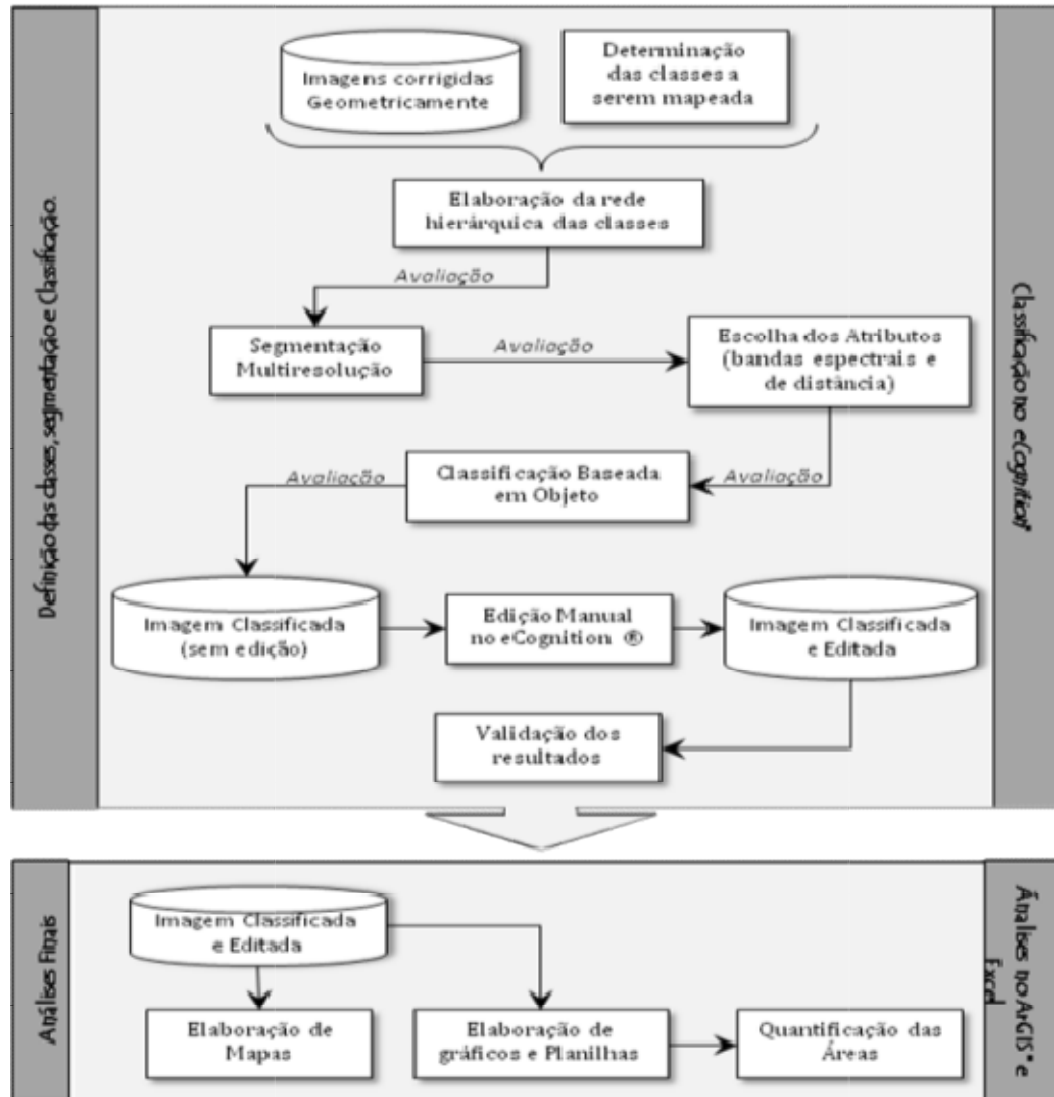 Imagens corrigidas
Geometricamente
Determinação
das classes a
serem mapeada
Elaboração da rede
hierárquica das classes
Avaliação
Segmentação
Multiresolução
Avaliação
Escolha dos Atributos
(bandas espectrais e
de distância)
Avaliação
Classificação Baseada
em Objeto
Avaliação
Imagem Classificada
(sem edição)
Edição Manual
no eCognition ®
Imagem Classificada
e Editada
Validação dos
resultados
Definição das classes, segmentação e Classificação.
Classificação no
Imagem Classificada
e Editada
Elaboração de
Mapas
Elaboração de
gráficos e Planilhas
Quantificação das
Áreas
Análises Finais
Análises no ArGIS® e
Excel